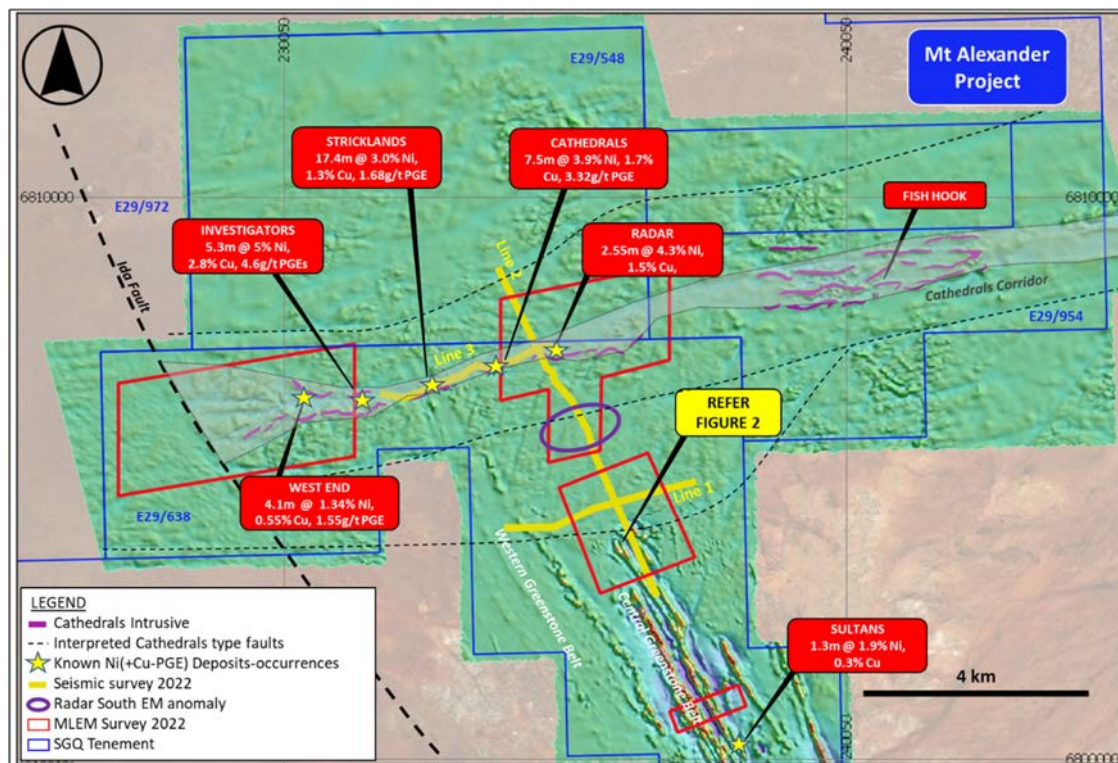 230050
240050
E29/548
Mt Alexander
Project
STRICKLANDS
17.4m @ 3.0% Ni,
1.3% Cu, 1.68g/t PGE
CATHEDRALS
7.5m @ 3.9% Ni, 1.7%
Cu, 3.32g/t PGE
6810000
6810000
E29/972
FISH HOOK
INVESTIGATORS
5.3m @ 5% Ni,
2.8% Cu, 4.6g/t PGEs
RADAR
2.55m @ 4.3% Ni,
1.5% Cu,
Line 2
Ida Fault
Cathedrals Corridor
E29/954
Line 3
REFER
FIGURE 2
WEST END
4.1m @ 1.34% Ni,
0.55% Cu, 1.55g/t PGE
Line 1
E29/638
Western Greenstone Belt
Central Greenstone Belt
LEGEND
Cathedrals Intrusive
Interpreted Cathedrals type faults
Known Ni(+Cu-PGE) Deposits-occurrences
Seismic survey 2022
Radar South EM anomaly
MLEM Survey 2022
SGQ Tenement
SULTANS
1.3m @ 1.9% Ni,
0.3% Cu
4 km
240050
6800000